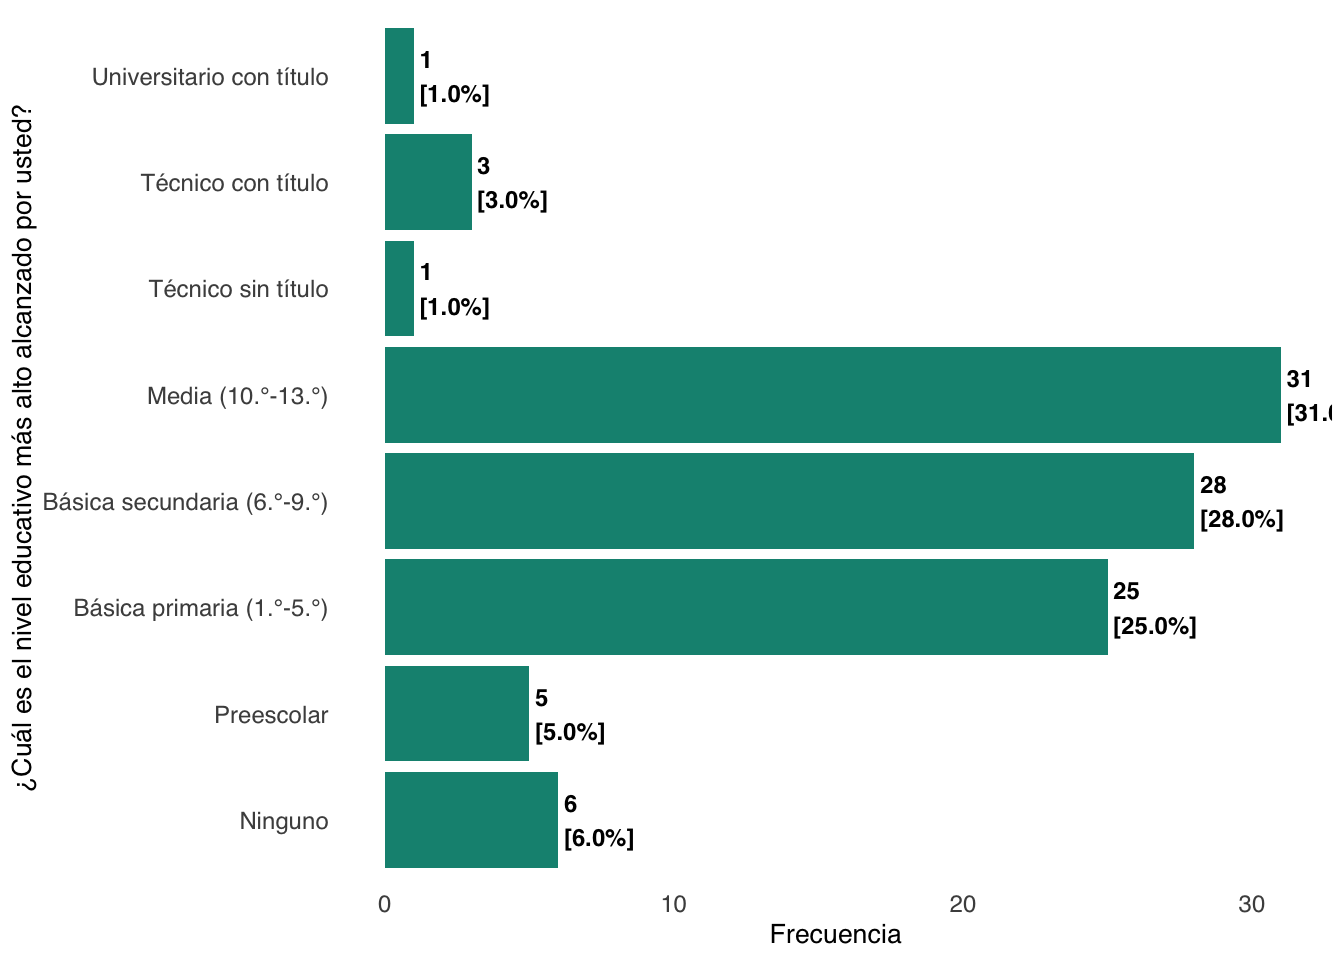 ¿Cuál es el nivel educativo más alto alcanzado por usted?
Universitario con título
1
[1.0%]
Técnico con título
3
[3.0%]
Técnico sin título
1
[1.0%]
Media (10.°-13.°)
31
[31.0
Básica secundaria (6.°-9.°)
28
[28.0%]
Básica primaria (1.°-5.°)
25
[25.0%]
Preescolar
5
[5.0%]
Ninguno
6
[6.0%]
0 10 20 30
Frecuencia